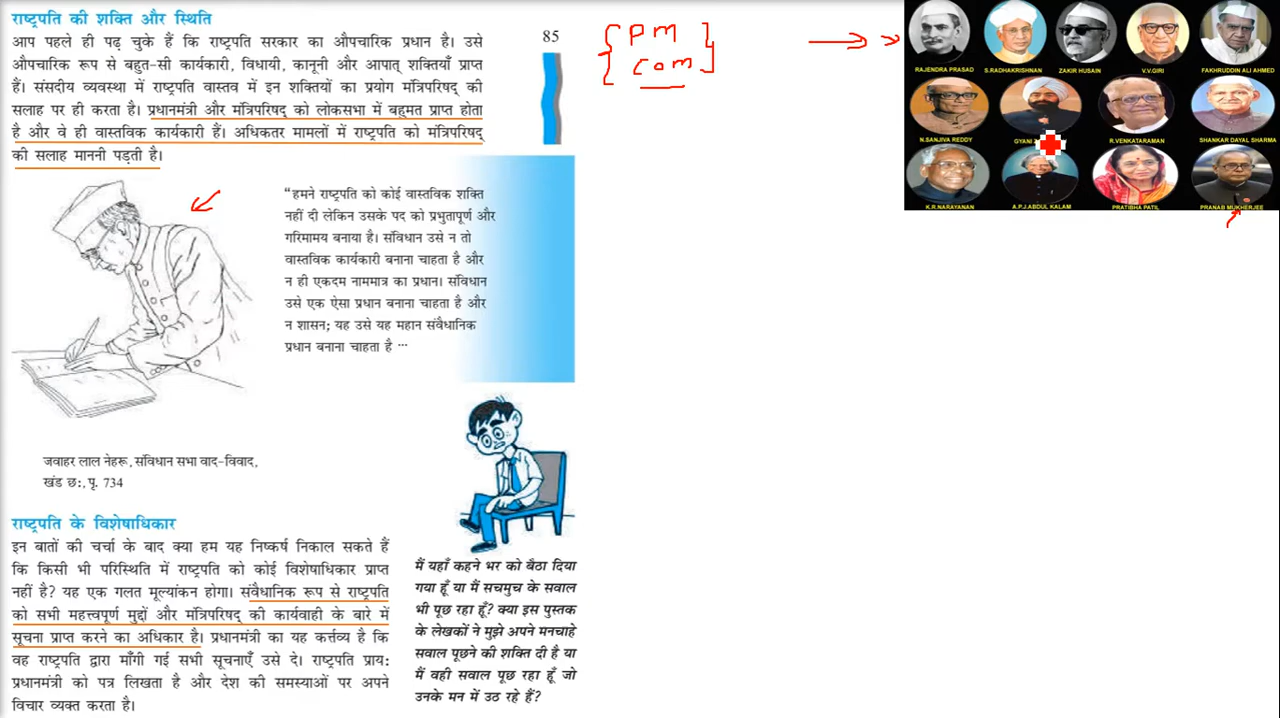 राष्ट्रपति की शक्ति और स्थिति
आप पहले ही पढ़ चुके हैं कि राष्ट्रपति सरकार का औपचारिक प्रधान है। उसे
औपचारिक रूप से बहुत-सी कार्यकारी, विधायी, कानूनी और आपात् शक्तियाँ प्राप्त
हैं। संसदीय व्यवस्था में राष्ट्रपति वास्तव में इन शक्तियों का प्रयोग मंत्रिपरिषद् की
सलाह पर ही करता है। प्रधानमंत्री और मंत्रिपरिषद् को लोकसभा में बहुमत प्राप्त होता
है और वे ही वास्तविक कार्यकारी हैं। अधिकतर मामलों में राष्ट्रपति को मंत्रिपरिषद्
की सलाह माननी पड़ती है।
85
"हमने राष्ट्रपति को कोई वास्तविक शक्ति
नहीं दी लेकिन उसके पद को प्रभुतापूर्ण और
गरिमामय बनाया है। संविधान उसे न तो
वास्तविक कार्यकारी बनाना चाहता है और
न ही एकदम नाममात्र का प्रधान। संविधान
उसे एक ऐसा प्रधान बनाना चाहता है और
न शासन; यह उसे यह महान संवैधानिक
प्रधान बनाना चाहता है ···
जवाहर लाल नेहरू, संविधान सभा वाद-विवाद,
खंड छ:, पृ. 734
राष्ट्रपति के विशेषाधिकार
इन बातों की चर्चा के बाद क्या हम यह निष्कर्ष निकाल सकते हैं
कि किसी भी परिस्थिति में राष्ट्रपति को कोई विशेषाधिकार प्राप्त
नहीं है? यह एक गलत मूल्यांकन होगा। संवैधानिक रूप से राष्ट्रपति
को सभी महत्त्वपूर्ण मुद्दों और मंत्रिपरिषद् की कार्यवाही के बारे में
सूचना प्राप्त करने का अधिकार है। प्रधानमंत्री का यह कर्त्तव्य है कि
वह राष्ट्रपति द्वारा माँगी गई सभी सूचनाएँ उसे दे। राष्ट्रपति प्राय:
प्रधानमंत्री को पत्र लिखता है और देश की समस्याओं पर अपने
विचार व्यक्त करता है।
मैं यहाँ कहने भर को बैठा दिया
गया हूँ या मैं सचमुच के सवाल
भी पूछ रहा हूँ? क्या इस पुस्तक
के लेखकों ने मुझे अपने मनचाहे
सवाल पूछने की शक्ति दी है या
मैं वही सवाल पूछ रहा हूँ जो
उनके मन में उठ रहे हैं?
PM
com
RAJENDRA PRASAD S.RADHAKRISHNAN ZAKIR HUSAIN V.V.GIRI FAKHRUDDIN ALI AHMED
N.SANJIVA REDDY GYANI R.VENKATARAMAN SHANKAR DAYAL SHARMA
K.R.NARAYANAN A.P.J.ABDUL KALAM PRATIBHA PATIL PRANAB MUKHERJEE